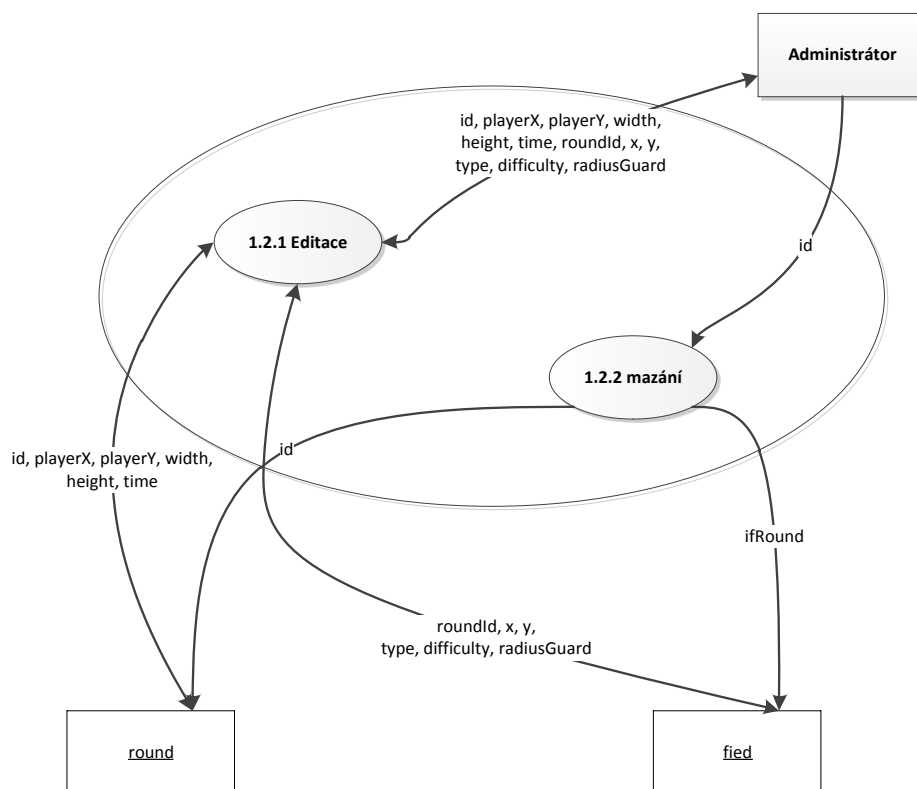 Administrátor
id, playerX, playerY, width,
height, time, roundId, x, y,
type, difficulty, radiusGuard
1.2.1 Editace
id
1.2.2 mazání
id, playerX, playerY, width,
height, time
id
ifRound
roundId, x, y,
type, difficulty, radiusGuard
round
fied